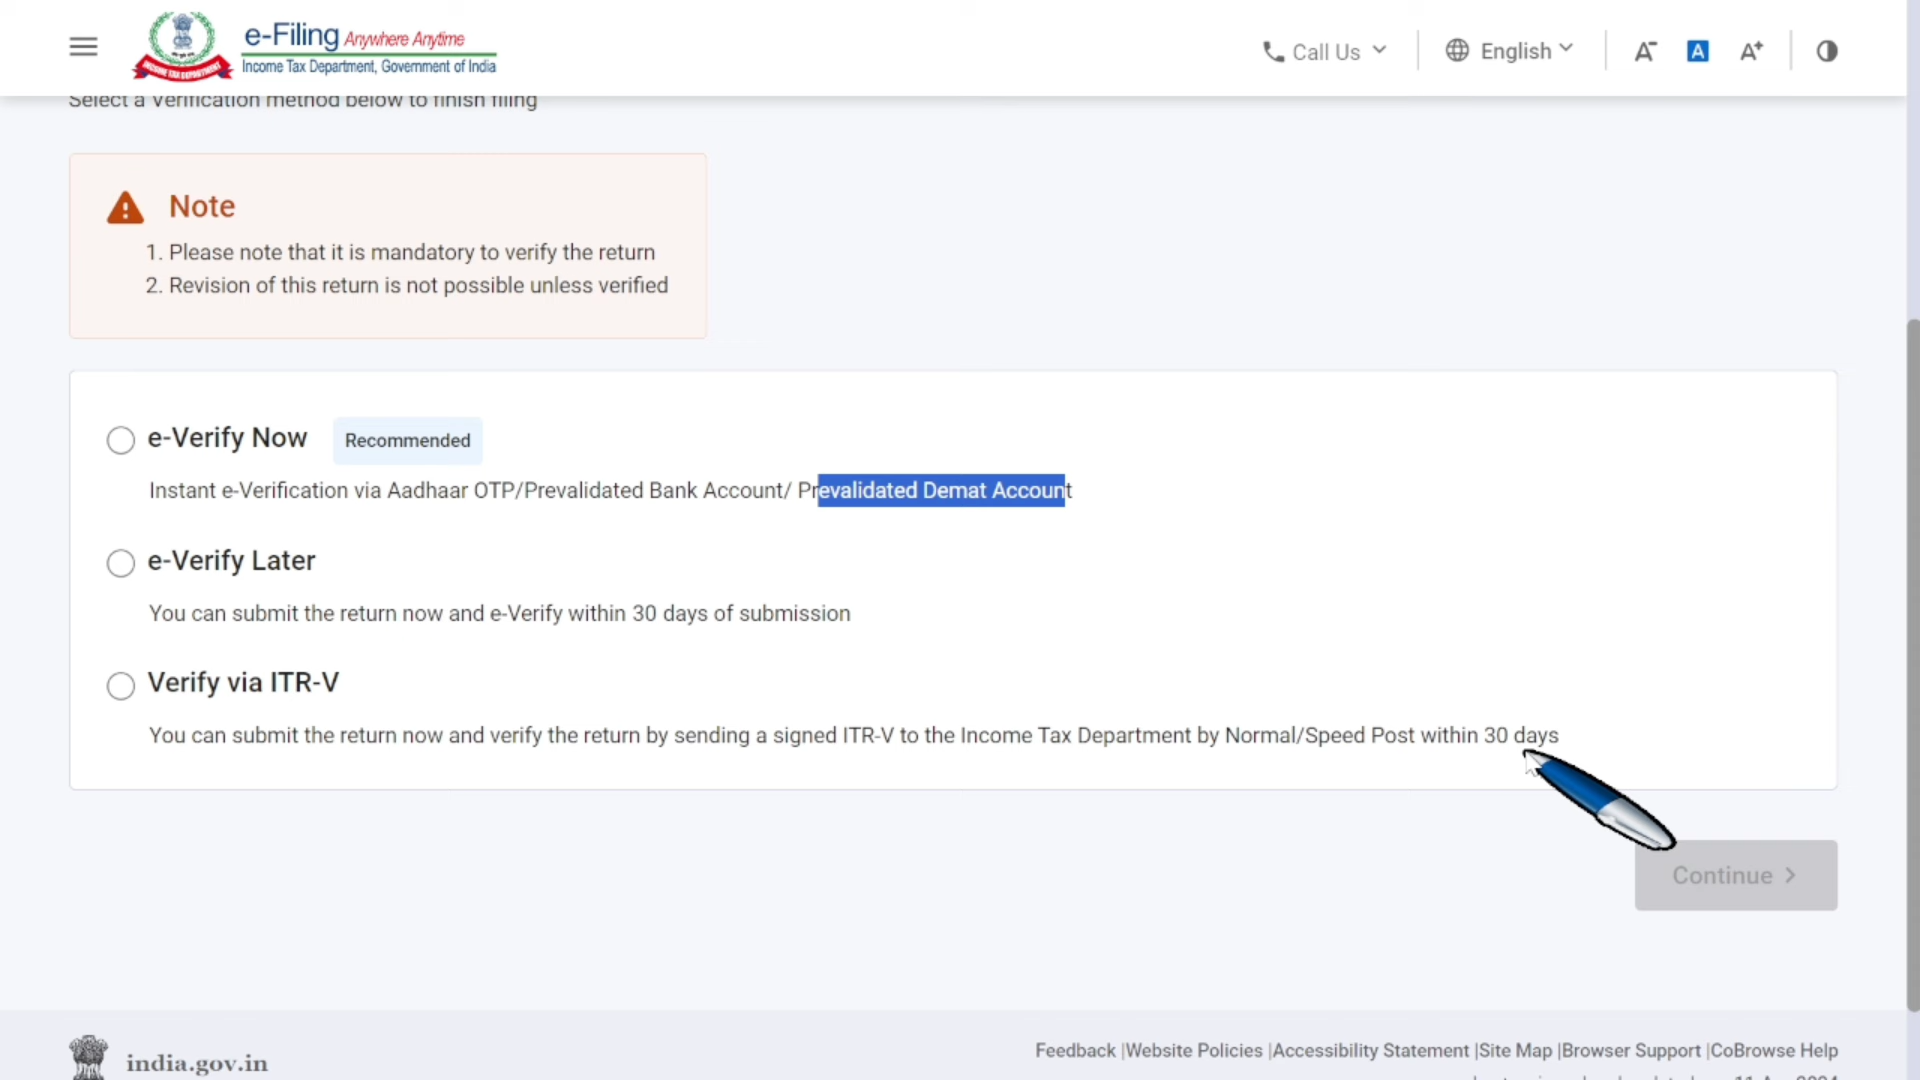 e-Filing Anywhere Anytime
Income Tax Department, Government of India
INCOME TAX DEPARTMENT
Call Us
English
A-
A
A+
Select a Verification method below to finish filing
Note
1. Please note that it is mandatory to verify the return
2. Revision of this return is not possible unless verified
e-Verify Now
Recommended
Instant e-Verification via Aadhaar OTP/Prevalidated Bank Account/ Prevalidated Demat Account
e-Verify Later
You can submit the return now and e-Verify within 30 days of submission
Verify via ITR-V
You can submit the return now and verify the return by sending a signed ITR-V to the Income Tax Department by Normal/Speed Post within 30 days
Continue >
india.gov.in
Feedback |Website Policies |Accessibility Statement |Site Map |Browser Support |CoBrowse Help